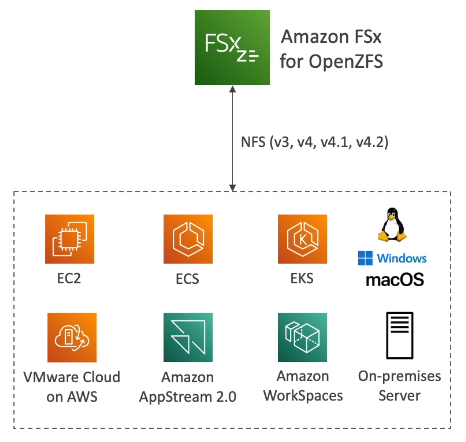 FSx
Z
Amazon FSx
for OpenZFS
NFS (v3, v4, v4.1, v4.2)
EC2
ECS
K
EKS
Windows
macOS
VMware Cloud
on AWS
Amazon
AppStream 2.0
Amazon
WorkSpaces
On-premises
Server